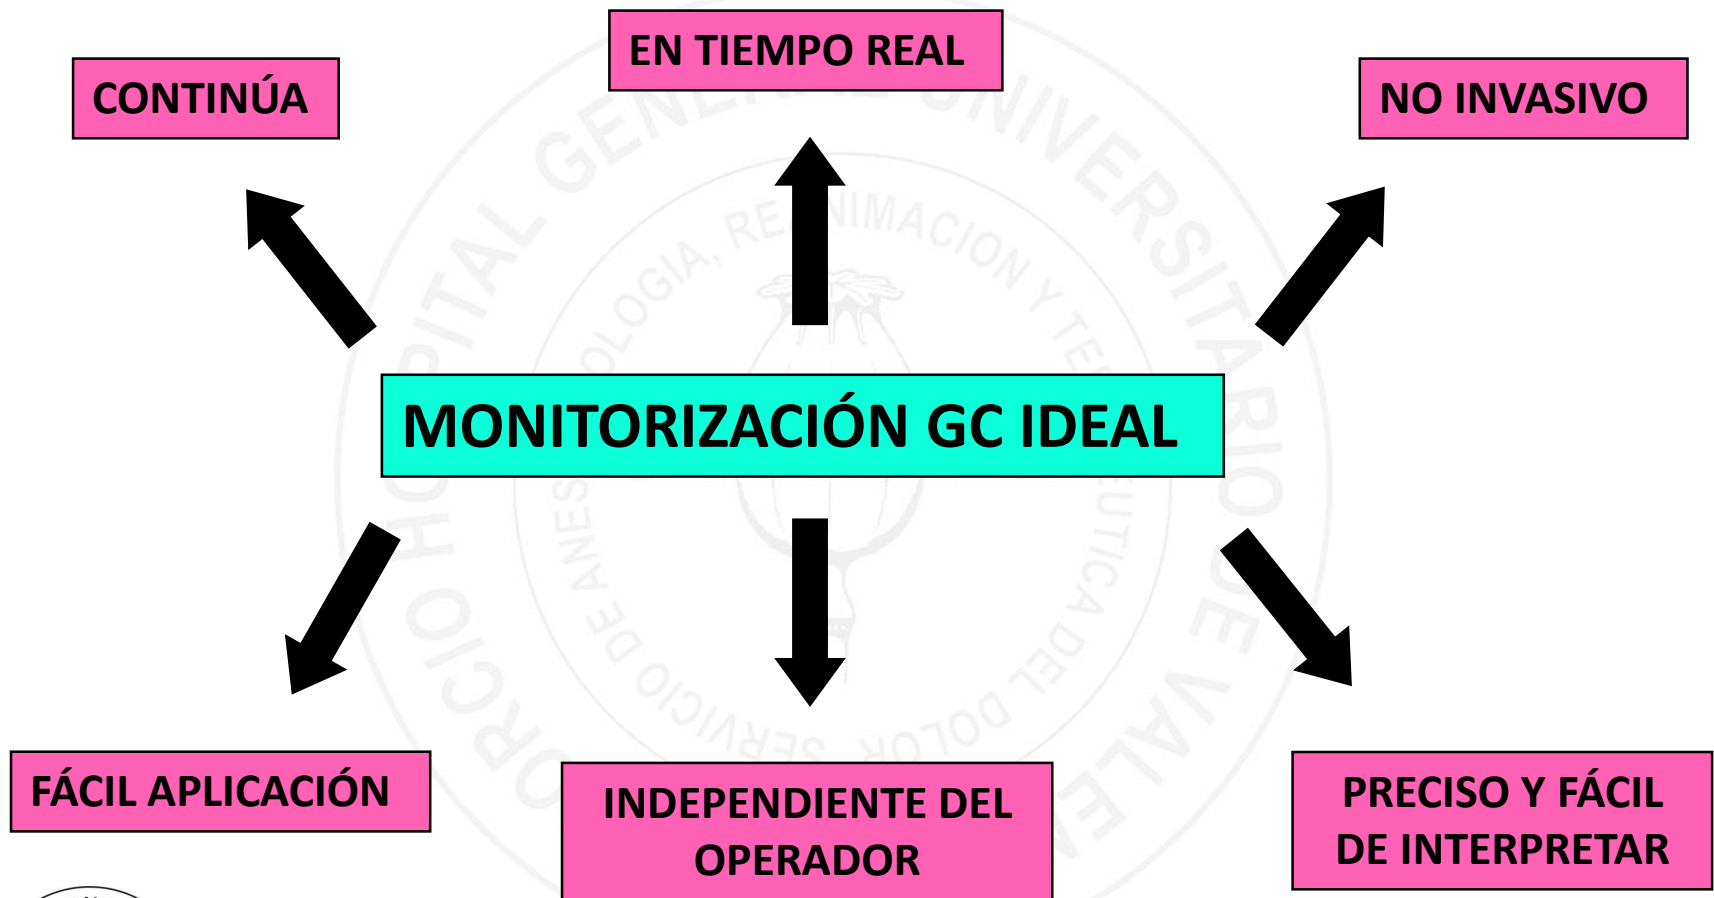 EN TIEMPO REAL
CONTINÚA
NO INVASIVO
MONITORIZACIÓN GC IDEAL
FÁCIL APLICACIÓN
INDEPENDIENTE DEL
OPERADOR
PRECISO Y FÁCIL
DE INTERPRETAR